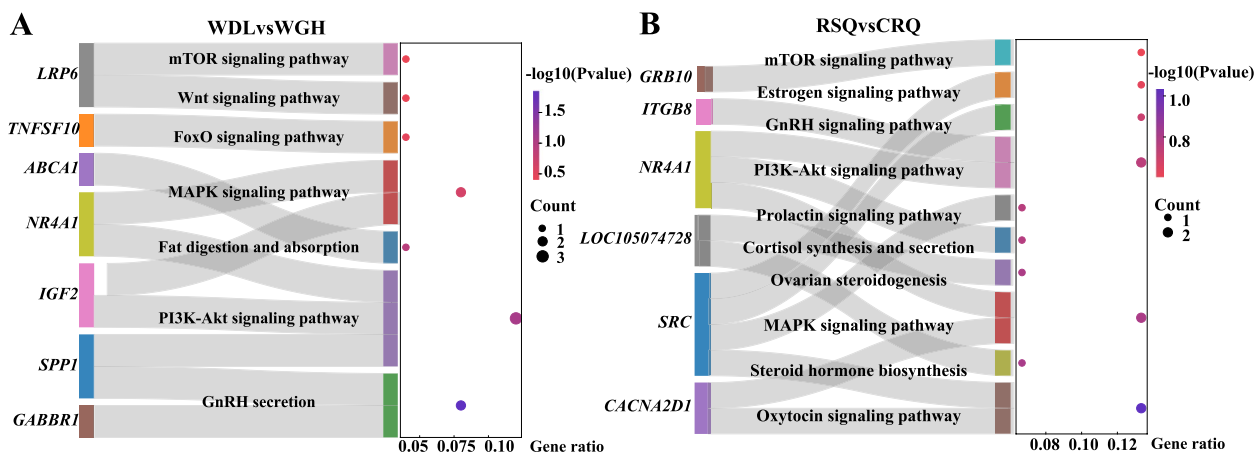 A
WDLvsWGH
LRP6
TNFSF10
ABCA1
NR4A1
IGF2
SPP1
GABBR1
mTOR signaling pathway
Wnt signaling pathway
FoxO signaling pathway
MAPK signaling pathway
Fat digestion and absorption
PI3K-Akt signaling pathway
GnRH secretion
-log10(Pvalue)
1.5
1.0
0.5
Count
1
2
3
0.05 0.075 0.10 Gene ratio
B
RSQvsCRQ
GRB10
ITGB8
NR4A1
LOC105074728
SRC
CACNA2D1
mTOR signaling pathway
Estrogen signaling pathway
GnRH signaling pathway
PI3K-Akt signaling pathway
Prolactin signaling pathway
Cortisol synthesis and secretion
Ovarian steroidogenesis
MAPK signaling pathway
Steroid hormone biosynthesis
Oxytocin signaling pathway
-log10(Pvalue)
1.0
0.8
Count
1
2
0.08 0.10 0.12 Gene ratio